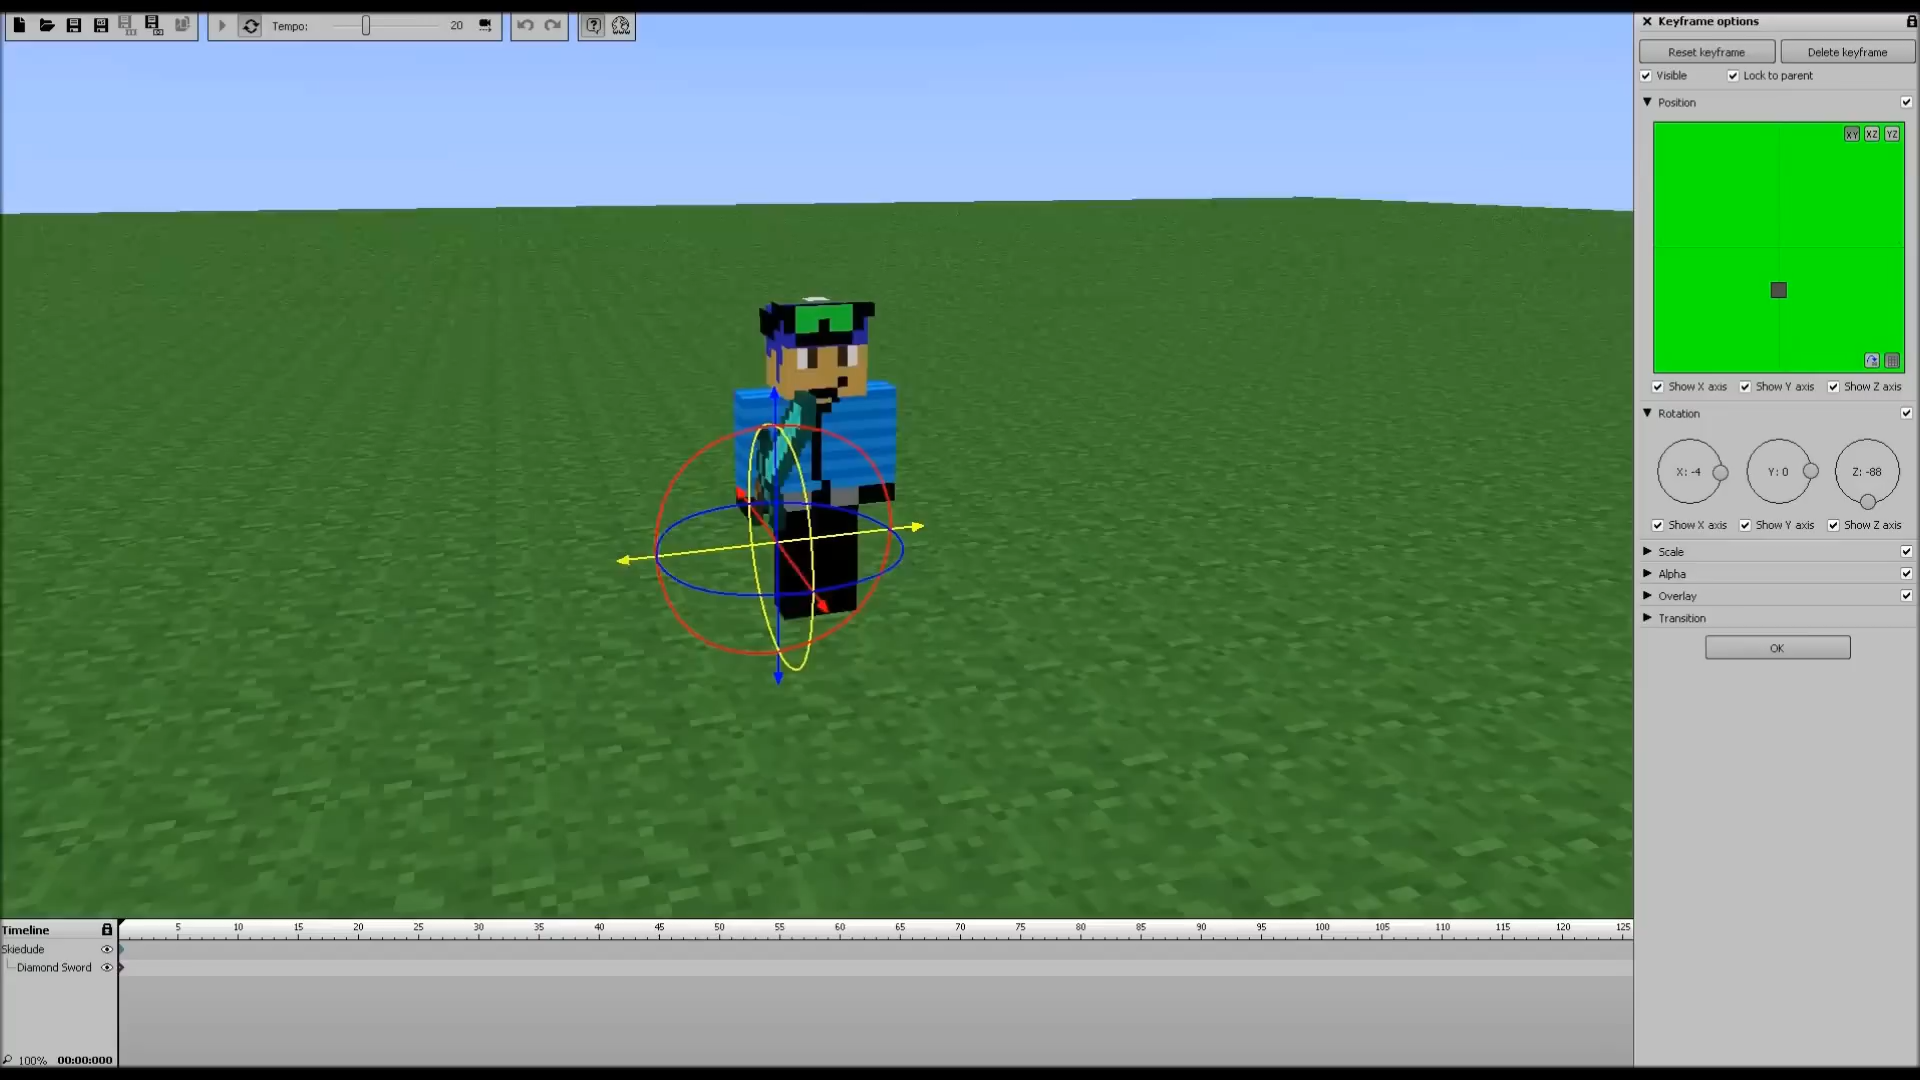 Tempo: 20
Keyframe options
Reset keyframe Delete keyframe
Visible Lock to parent
Position
XY XZ YZ
Show X axis Show Y axis Show Z axis
Rotation
X: -4 Y: 0 Z: -88
Show X axis Show Y axis Show Z axis
Scale
Alpha
Overlay
Transition
OK
Timeline 5 10 15 20 25 30 35 40 45 50 55 60 65 70 75 80 85 90 95 100 105 110 115 120 125
Skiedude
Diamond Sword
100% 00:00:000